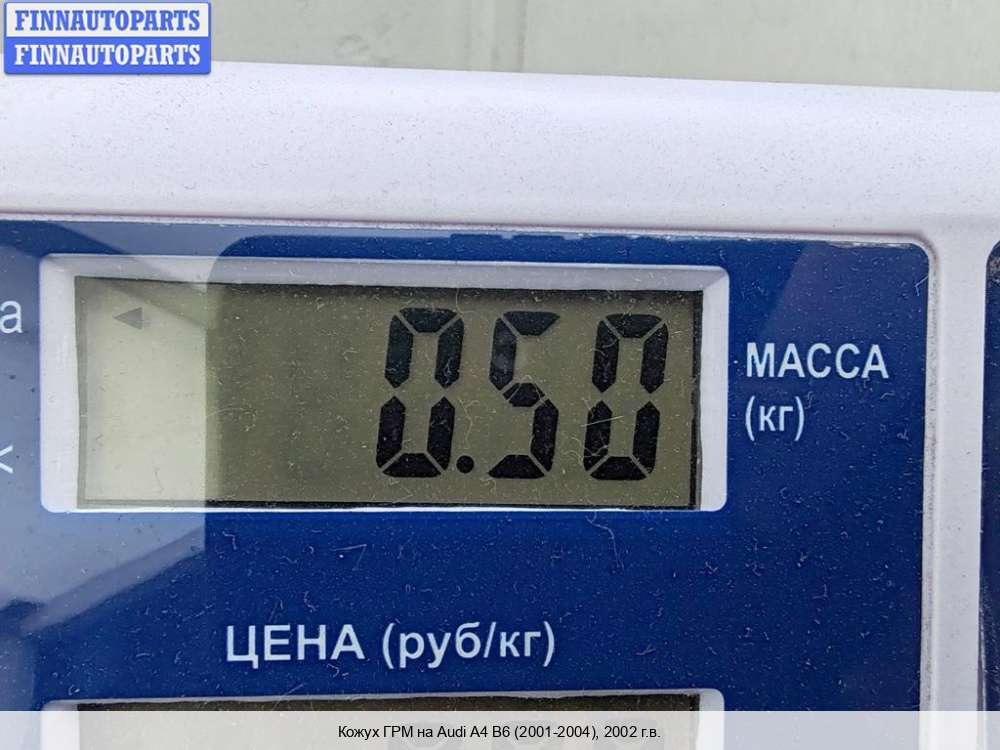 FINNAUTOPARTS
FINNAUTOPARTS
а
0.50
МАССА
(кг)
<
ЦЕНА (руб/кг)
Кожух ГРМ на Audi A4 B6 (2001-2004), 2002 г.в.